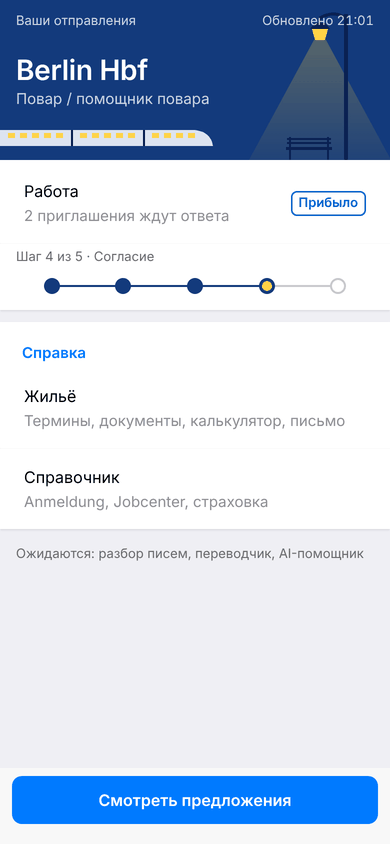 Ваши отправления
Обновлено 21:01
Berlin Hbf
Повар / помощник повара
Работа
2 приглашения ждут ответа
Прибыло
Шаг 4 из 5 · Согласие
Справка
Жильё
Термины, документы, калькулятор, письмо
Справочник
Anmeldung, Jobcenter, страховка
Ожидаются: разбор писем, переводчик, AI-помощник
Смотреть предложения